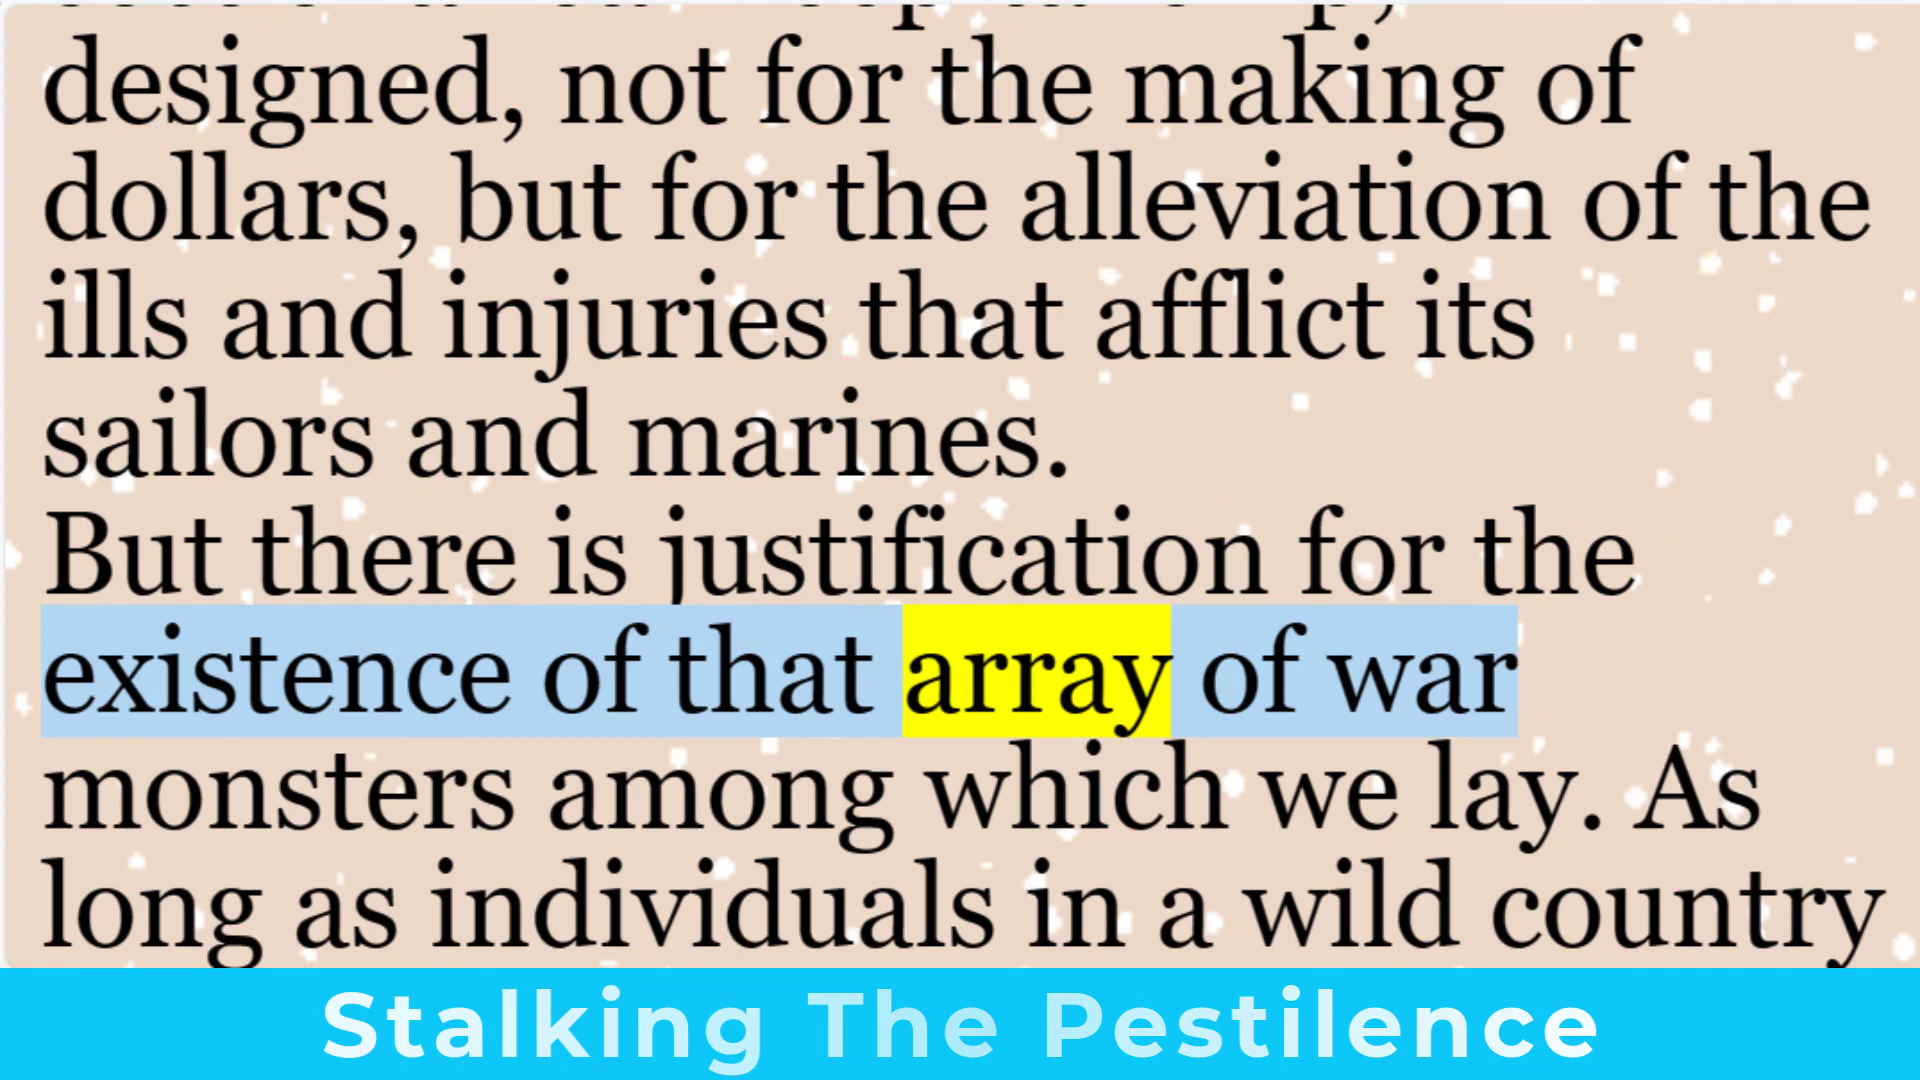 designed, not for the making of
dollars, but for the alleviation of the
ills and injuries that afflict its
sailors and marines.
But there is justification for the
existence of that array of war
monsters among which we lay. As
long as individuals in a wild country
Stalking The Pestilence